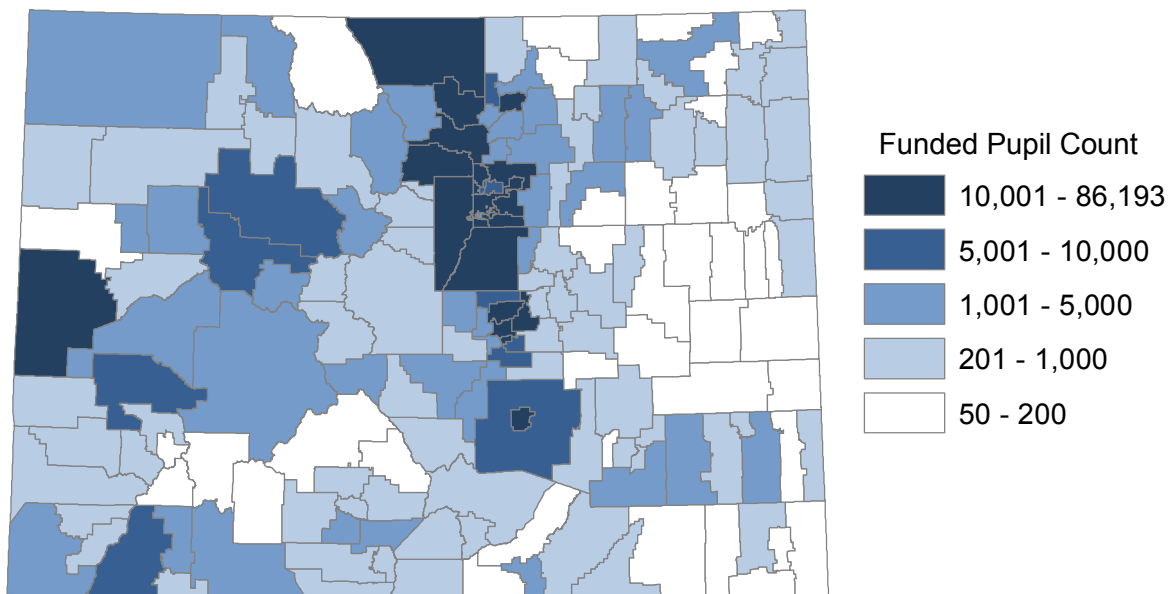 Funded Pupil Count
10,001 - 86,193
5,001 - 10,000
1,001 - 5,000
201 - 1,000
50 - 200